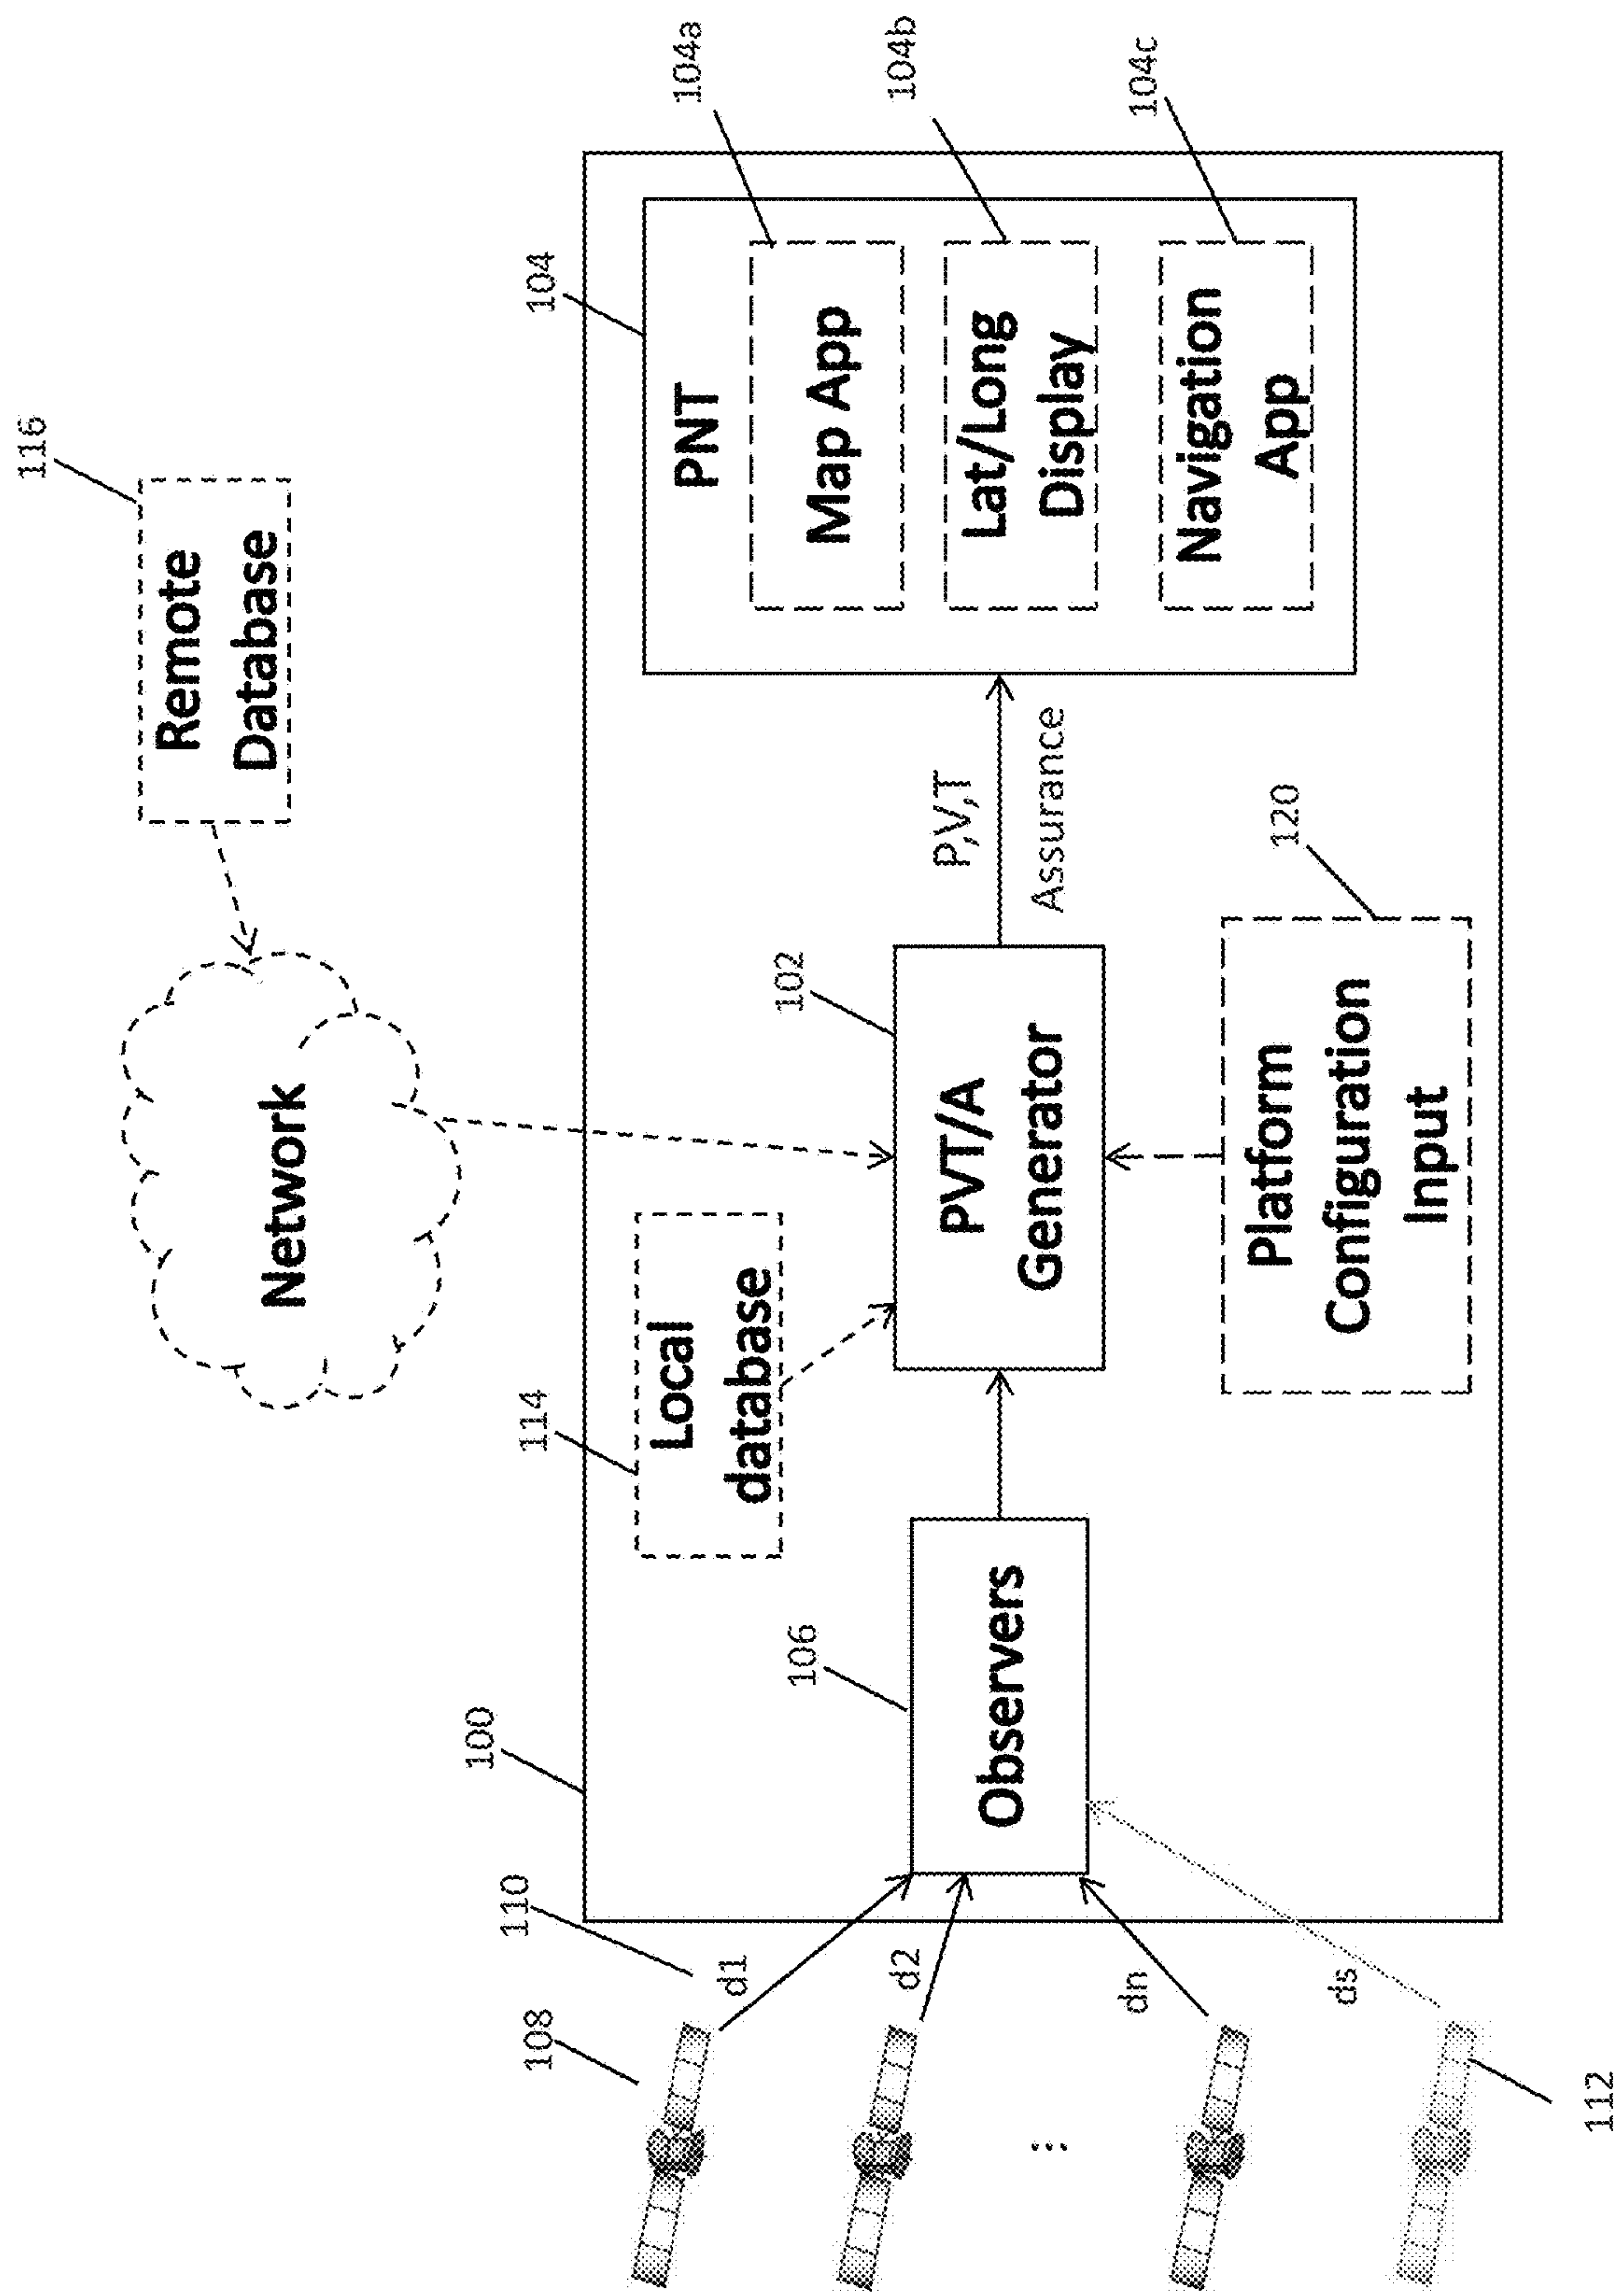 116
Remote
Database
Network
100
114
Local
database
104
PNT
104a
Map App
104b
Lat/Long
Display
104c
Navigation
App
108
110
d1
d2
dn
ds
112
106
Observers
102
PVT/A
Generator
P,V,T
Assurance
120
Platform
Configuration
Input